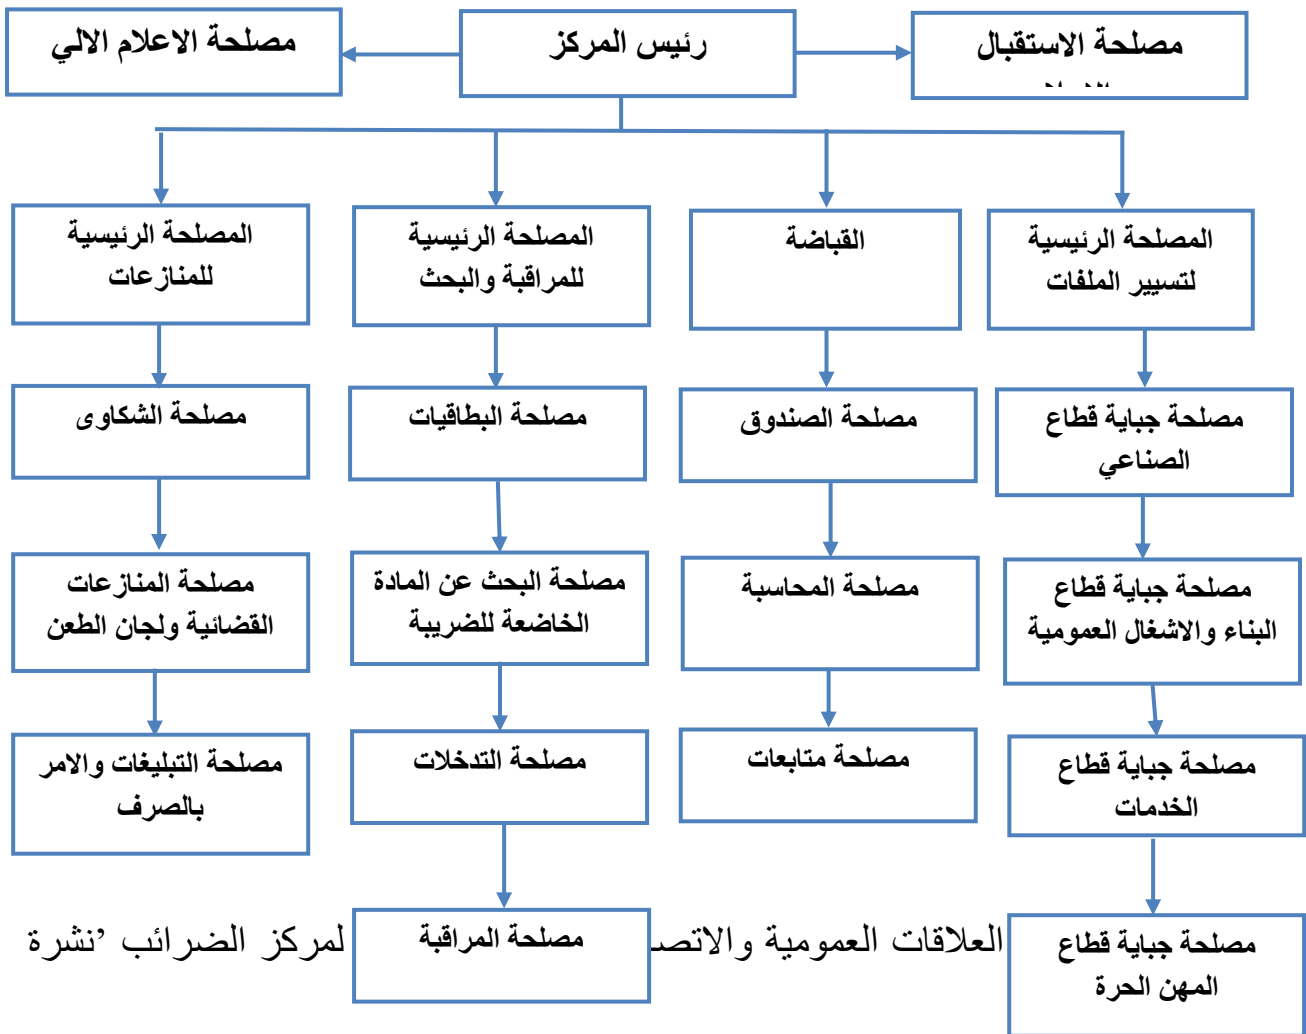 مصلحة الاستقبال
رئيس المركز
مصلحة الاعلام الالي
المصلحة الرئيسية
لتسيير الملفات
القباضة
المصلحة الرئيسية
للمراقبة والبحث
المصلحة الرئيسية
للمنازعات
مصلحة جباية قطاع
الصناعي
مصلحة الصندوق
مصلحة البطاقيات
مصلحة الشكاوى
مصلحة جباية قطاع
البناء والاشغال العمومية
مصلحة المحاسبة
مصلحة البحث عن المادة
الخاضعة للضريبة
مصلحة المنازعات
القضائية ولجان الطعن
مصلحة جباية قطاع
الخدمات
مصلحة متابعات
مصلحة التدخلات
مصلحة التبليغات والامر
بالصرف
مصلحة جباية قطاع
المهن الحرة
مصلحة المراقبة
العلاقات العمومية لمركز الضرائب ’نشرة